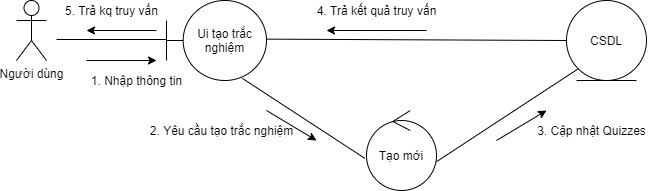 5. Trả kq truy vấn
4. Trả kết quả truy vấn
Ui tạo trắc
nghiệm
CSDL
Người dùng
1. Nhập thông tin
2. Yêu cầu tạo trắc nghiệm
3. Cập nhật Quizzes
Tạo mới